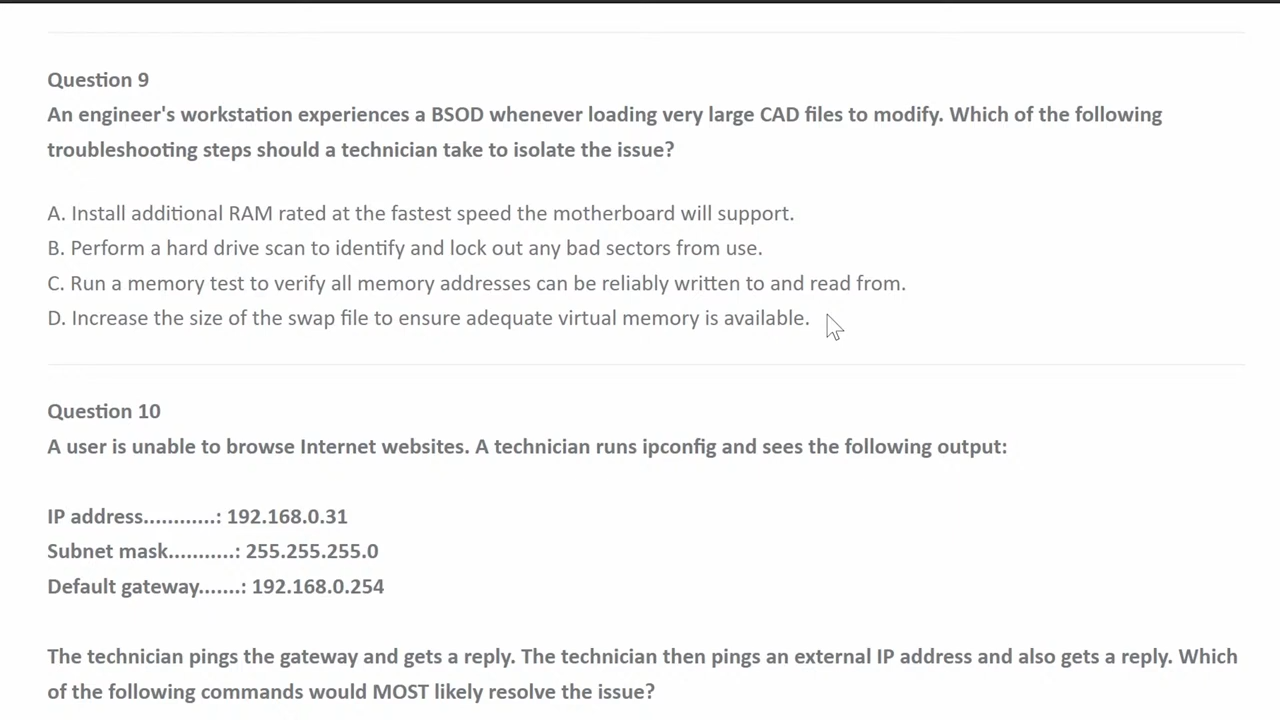 Question 9
An engineer's workstation experiences a BSOD whenever loading very large CAD files to modify. Which of the following
troubleshooting steps should a technician take to isolate the issue?
A. Install additional RAM rated at the fastest speed the motherboard will support.
B. Perform a hard drive scan to identify and lock out any bad sectors from use.
C. Run a memory test to verify all memory addresses can be reliably written to and read from.
D. Increase the size of the swap file to ensure adequate virtual memory is available.
Question 10
A user is unable to browse Internet websites. A technician runs ipconfig and sees the following output:
IP address............: 192.168.0.31
Subnet mask...........: 255.255.255.0
Default gateway.......: 192.168.0.254
The technician pings the gateway and gets a reply. The technician then pings an external IP address and also gets a reply. Which
of the following commands would MOST likely resolve the issue?